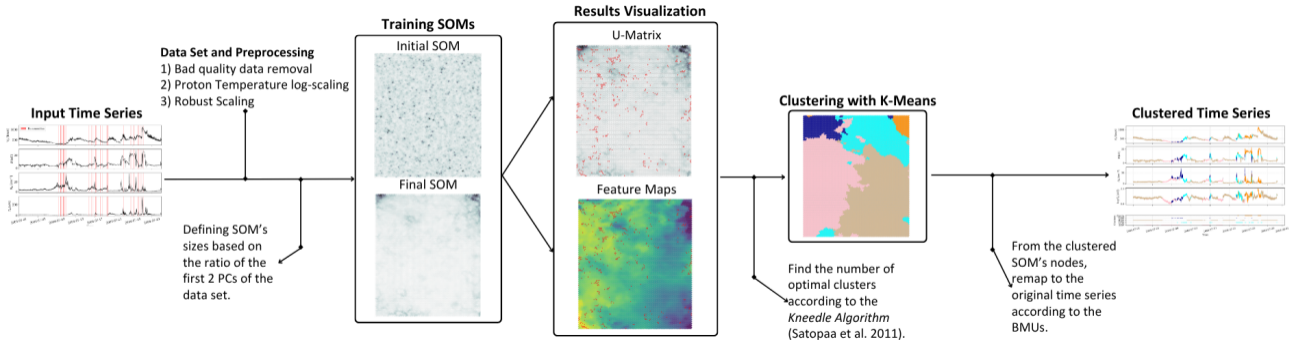 Input Time Series
Data Set and Preprocessing
1) Bad quality data removal
2) Proton Temperature log-scaling
3) Robust Scaling
Defining SOM's
sizes based on
the ratio of the
first 2 PCs of the
data set.
Training SOMs
Initial SOM
Final SOM
Results Visualization
U-Matrix
Feature Maps
Clustering with K-Means
Find the number of
optimal clusters
according to the
Kneedle Algorithm
(Satopaa et al. 2011).
Clustered Time Series
From the clustered
SOM's nodes,
remap to the
original time series
according to the
BMUs.